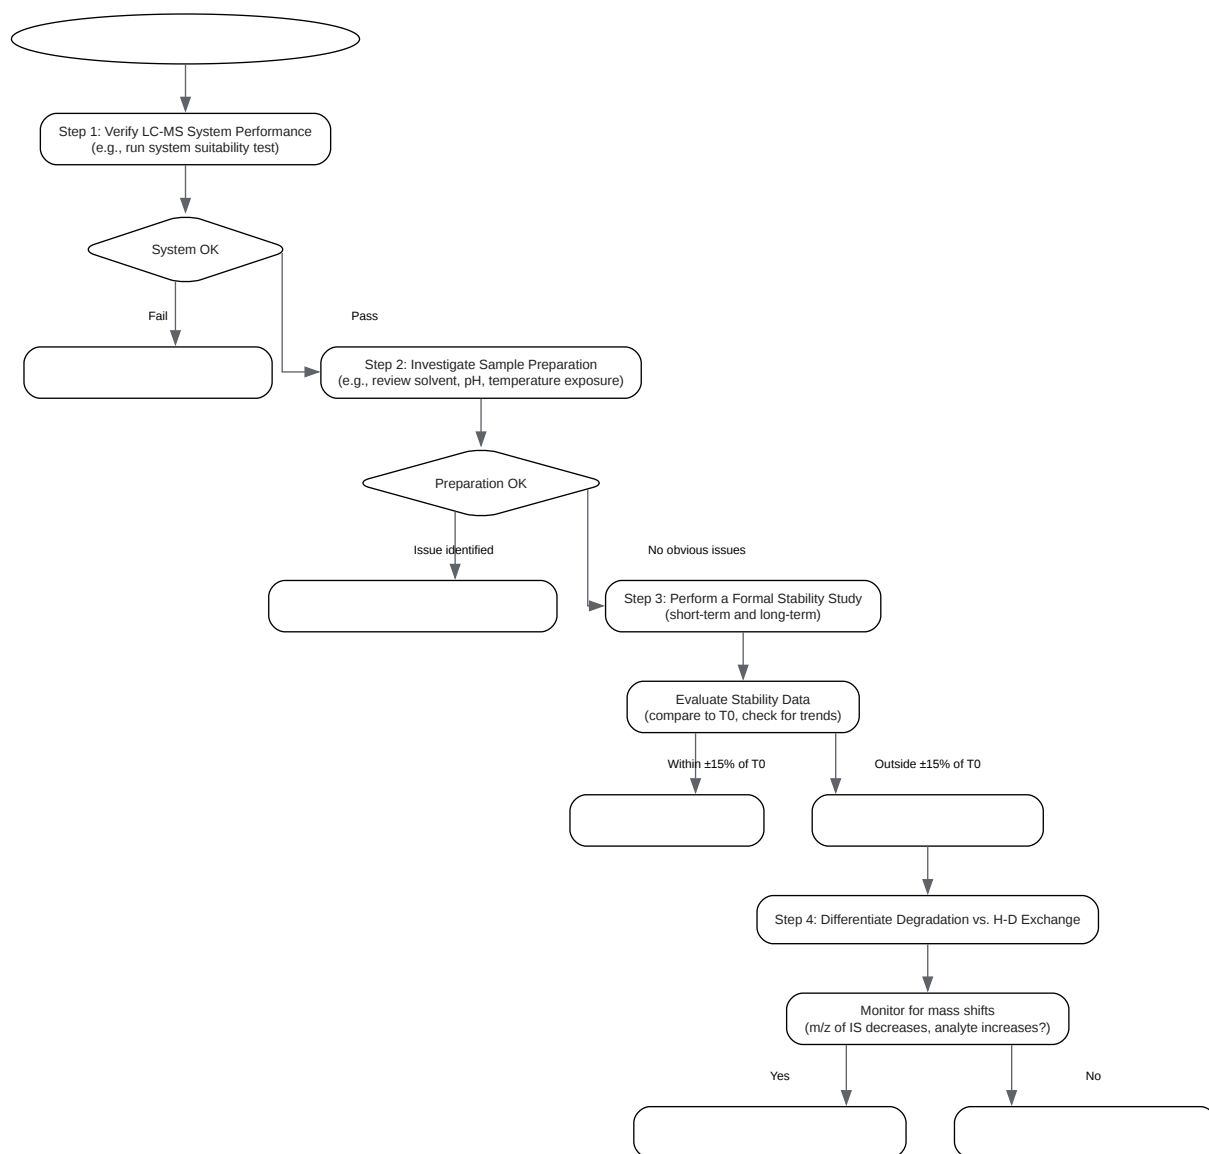 Step 1: Verify LC-MS System Performance
(e.g., run system suitability test)
System OK
Fail
Pass
Step 2: Investigate Sample Preparation
(e.g., review solvent, pH, temperature exposure)
Preparation OK
Issue identified
No obvious issues
Step 3: Perform a Formal Stability Study
(short-term and long-term)
Evaluate Stability Data
(compare to T0, check for trends)
Within ±15% of T0
Outside ±15% of T0
Step 4: Differentiate Degradation vs. H-D Exchange
Monitor for mass shifts
(m/z of IS decreases, analyte increases?)
Yes
No